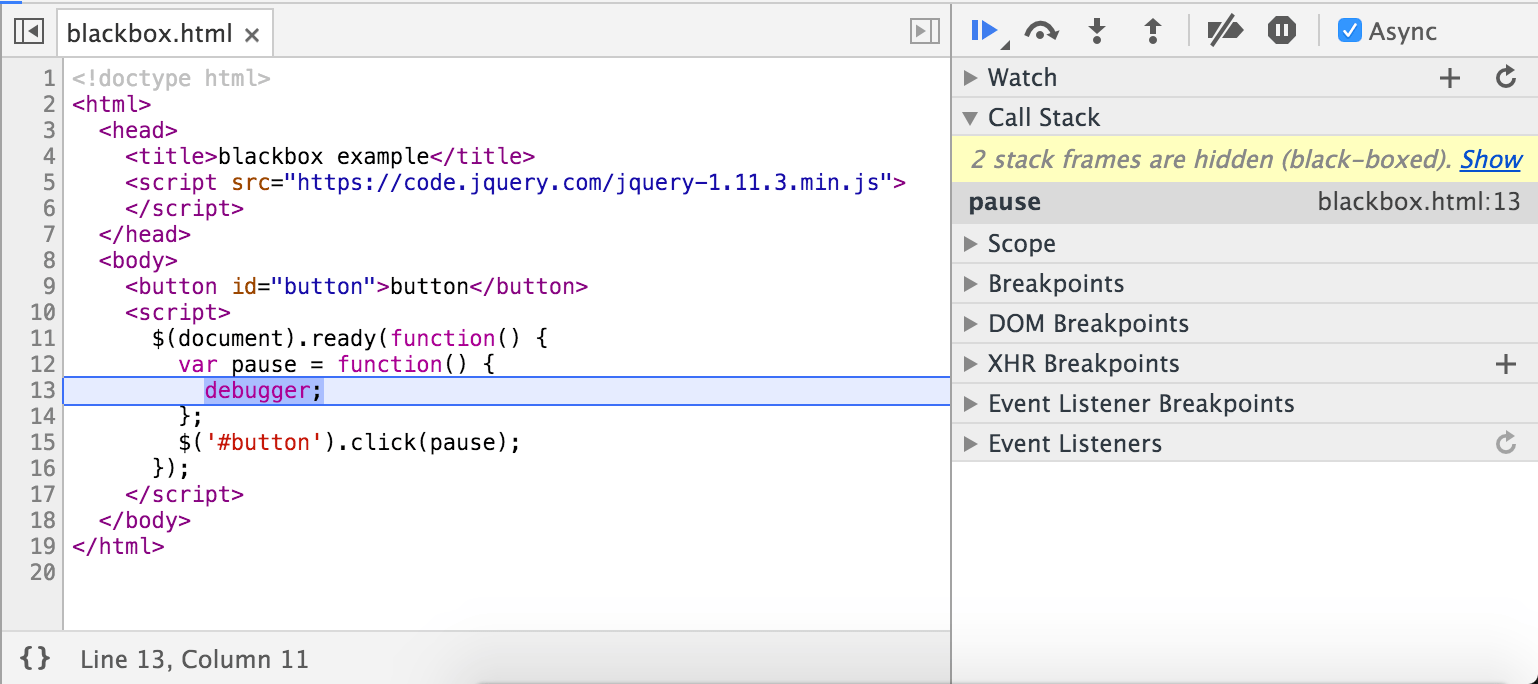 blackbox.html ×
1 <!doctype html>
2 <html>
3   <head>
4     <title>blackbox example</title>
5     <script src="https://code.jquery.com/jquery-1.11.3.min.js">
6     </script>
7   </head>
8   <body>
9     <button id="button">button</button>
10     <script>
11       $(document).ready(function() {
12         var pause = function() {
13           debugger;
14         };
15         $('#button').click(pause);
16       });
17     </script>
18   </body>
19 </html>
20
{} Line 13, Column 11
Async
Watch
Call Stack
2 stack frames are hidden (black-boxed). Show
pause blackbox.html:13
Scope
Breakpoints
DOM Breakpoints
XHR Breakpoints
Event Listener Breakpoints
Event Listeners